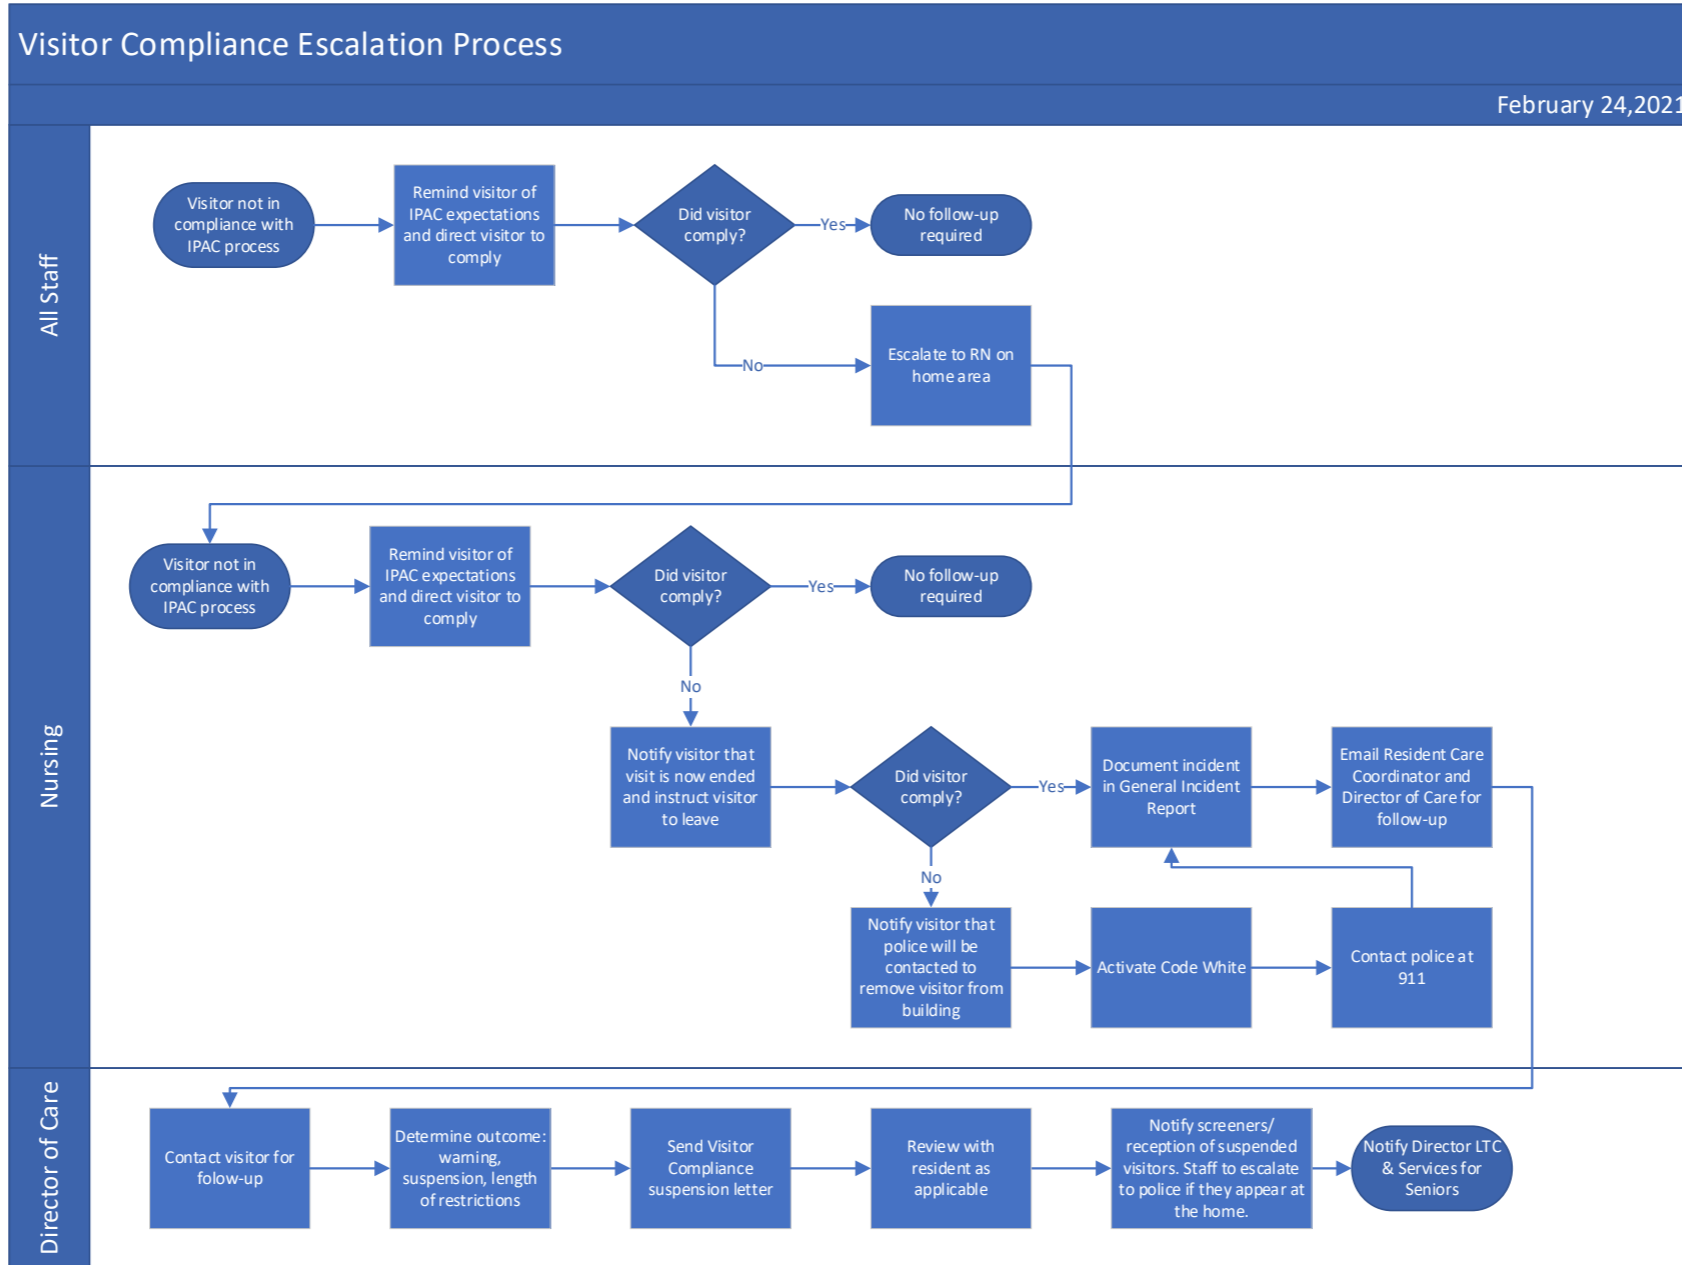 Visitor Compliance Escalation Process
February 24,2021
All Staff
Visitor not in
compliance with
IPAC process
Remind visitor of
IPAC expectations
and direct visitor to
comply
Did visitor
comply?
Yes
No follow-up
required
No
Escalate to RN on
home area
Nursing
Visitor not in
compliance with
IPAC process
Remind visitor of
IPAC expectations
and direct visitor to
comply
Did visitor
comply?
Yes
No follow-up
required
No
Notify visitor that
visit is now ended
and instruct visitor
to leave
Did visitor
comply?
Yes
Document incident
in General Incident
Report
Email Resident Care
Coordinator and
Director of Care for
follow-up
No
Notify visitor that
police will be
contacted to
remove visitor from
building
Activate Code White
Contact police at
911
Director of Care
Contact visitor for
folow-up
Determine outcome:
warning,
suspension, length
of restrictions
Send Visitor
Compliance
suspension letter
Review with
resident as
applicable
Notify screeners/
reception of suspended
visitors. Staff to escalate
to police if they appear at
the home.
Notify Director LTC
& Services for
Seniors